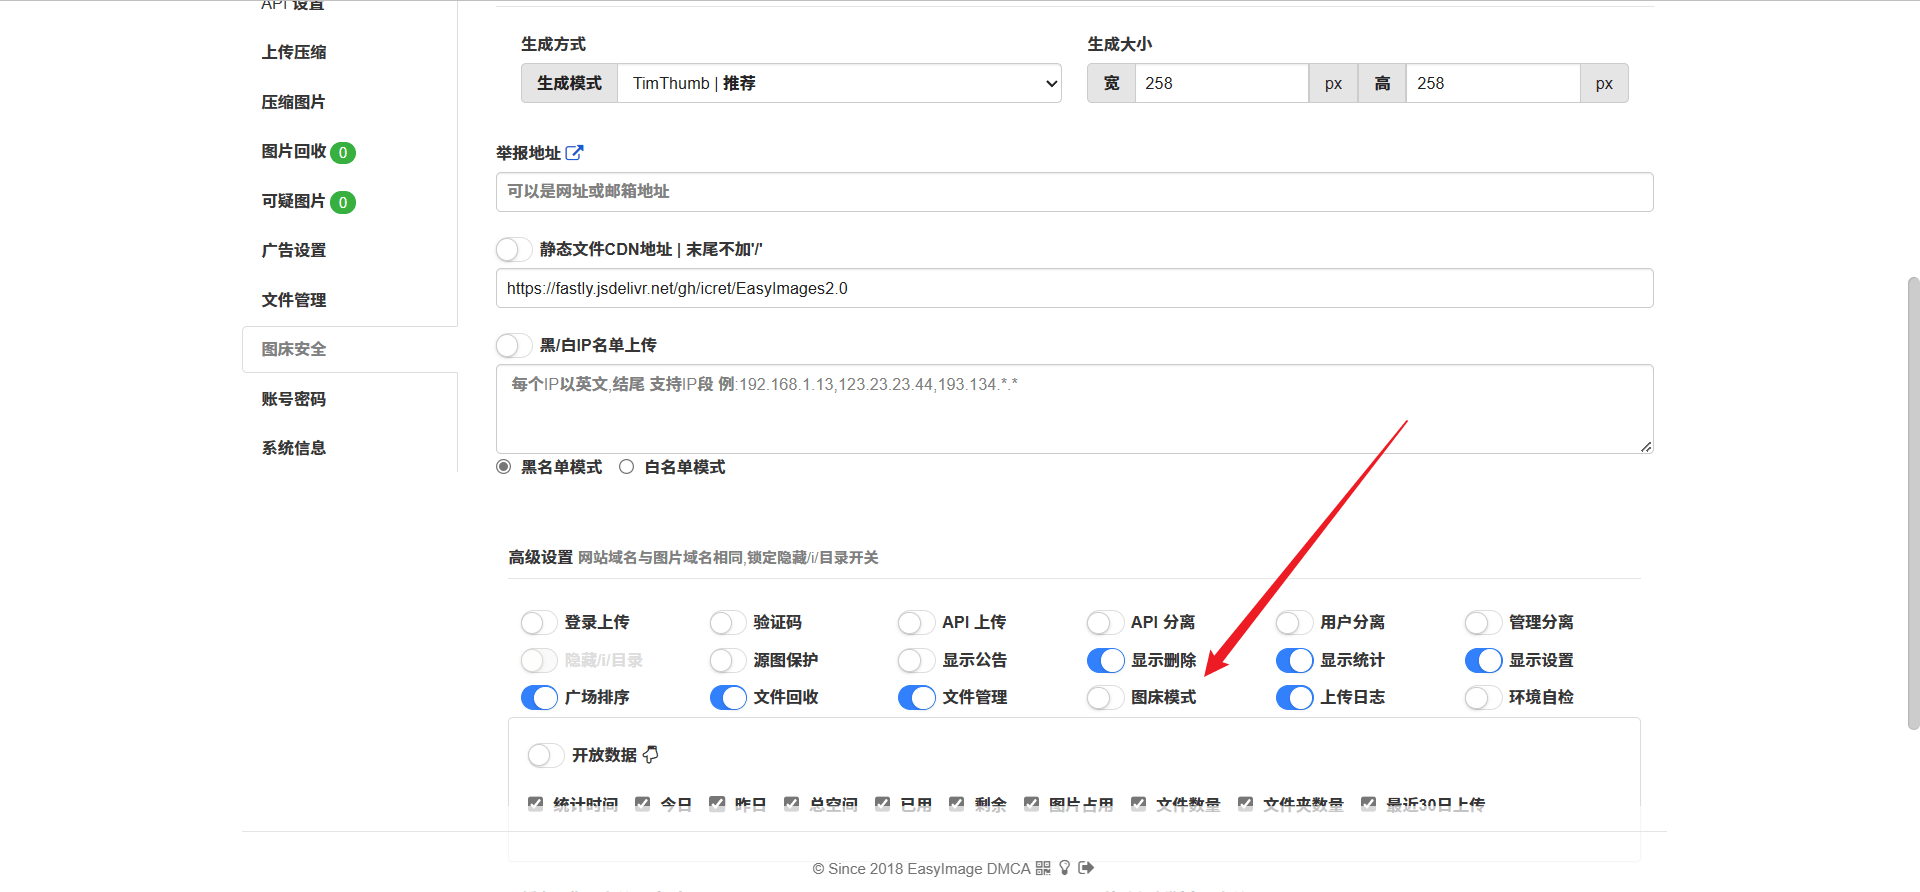 API 设置
上传压缩
压缩图片
图片回收 0
可疑图片 0
广告设置
文件管理
图床安全
账号密码
系统信息
生成方式
生成模式 TimThumb | 推荐
生成大小
宽 258 px 高 258 px
举报地址
可以是网址或邮箱地址
静态文件CDN地址 | 末尾不加'/'
https://fastly.jsdelivr.net/gh/icret/EasyImages2.0
黑/白IP名单上传
每个IP以英文,结尾 支持IP段 例:192.168.1.13,123.23.23.44,193.134.*.*
黑名单模式 白名单模式
高级设置 网站域名与图片域名相同,锁定隐藏/i/目录开关
登录上传 验证码 API 上传 API 分离 用户分离 管理分离
隐藏/i/目录 源图保护 显示公告 显示删除 显示统计 显示设置
广场排序 文件回收 文件管理 图床模式 上传日志 环境自检
开放数据
统计时间 今日 昨日 总空间 已用 剩余 图片占用 文件数量 文件夹数量 最近30日上传
© Since 2018 EasyImage DMCA